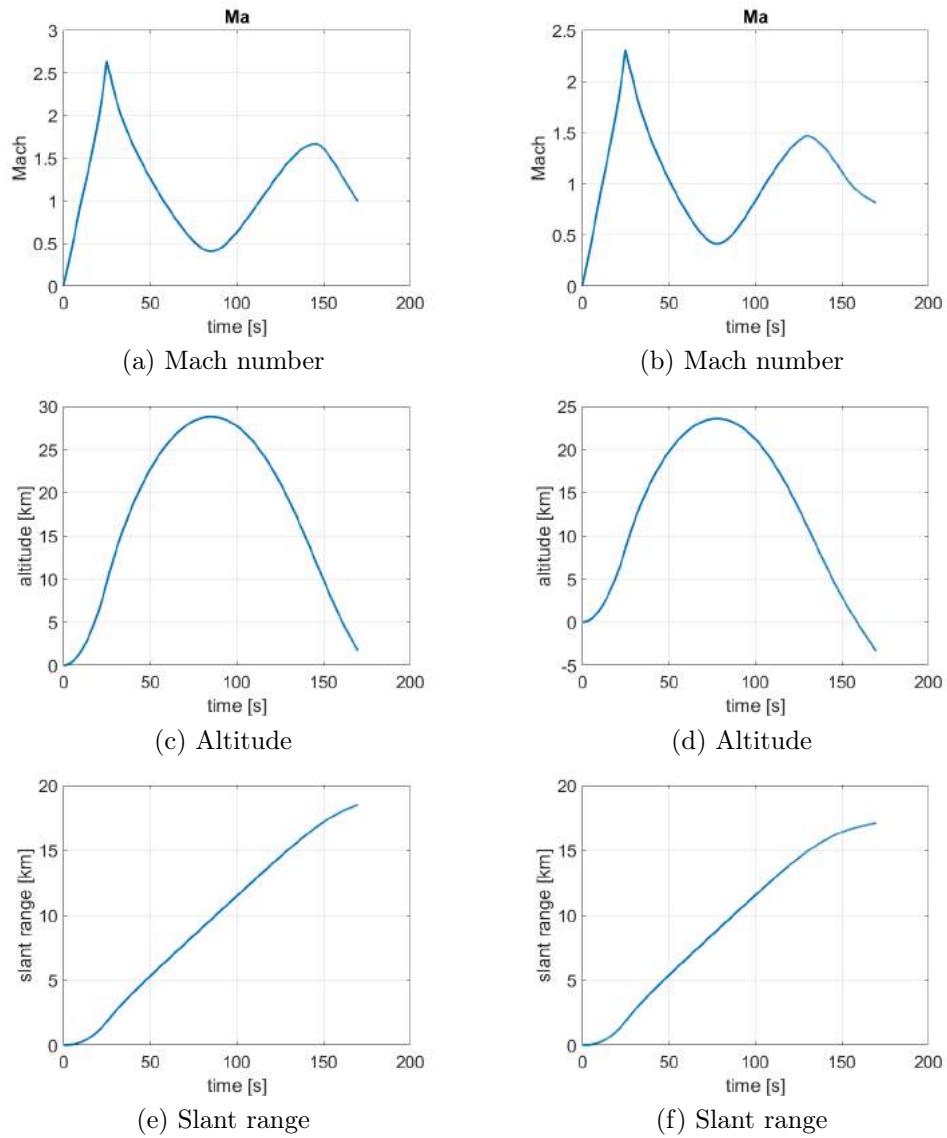 Ma
3
2.5
2
1.5
1
0.5
0
Mach
0 50 100 150 200
time [s]
(a) Mach number
Ma
2.5
2
1.5
1
0.5
0
Mach
0 50 100 150 200
time [s]
(b) Mach number
30
25
20
15
10
5
0
altitude [km]
0 50 100 150 200
time [s]
(c) Altitude
25
20
15
10
5
0
-5
altitude [km]
0 50 100 150 200
time [s]
(d) Altitude
20
15
10
5
0
slant range [km]
0 50 100 150 200
time [s]
(e) Slant range
20
15
10
5
0
slant range [km]
0 50 100 150 200
time [s]
(f) Slant range